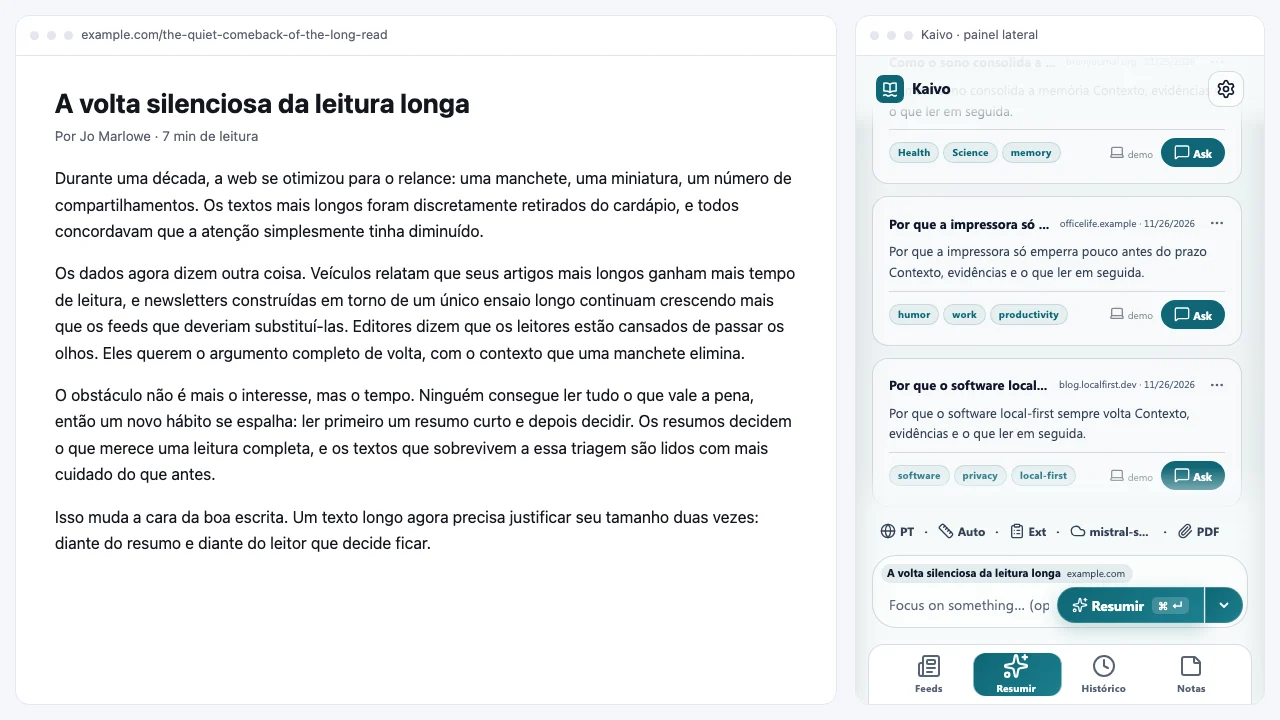 example.com/the-quiet-comeback-of-the-long-read
A volta silenciosa da leitura longa
Por Jo Marlowe · 7 min de leitura
Durante uma década, a web se otimizou para o relance: uma manchete, uma miniatura, um número de
compartilhamentos. Os textos mais longos foram discretamente retirados do cardápio, e todos
concordavam que a atenção simplesmente tinha diminuído.
Os dados agora dizem outra coisa. Veículos relatam que seus artigos mais longos ganham mais tempo
de leitura, e newsletters construídas em torno de um único ensaio longo continuam crescendo mais
que os feeds que deveriam substituí-las. Editores dizem que os leitores estão cansados de passar os
olhos. Eles querem o argumento completo de volta, com o contexto que uma manchete elimina.
O obstáculo não é mais o interesse, mas o tempo. Ninguém consegue ler tudo o que vale a pena,
então um novo hábito se espalha: ler primeiro um resumo curto e depois decidir. Os resumos decidem
o que merece uma leitura completa, e os textos que sobrevivem a essa triagem são lidos com mais
cuidado do que antes.
Isso muda a cara da boa escrita. Um texto longo agora precisa justificar seu tamanho duas vezes:
diante do resumo e diante do leitor que decide ficar.
Kaivo · painel lateral
Como o sono consolida a ...
Kaivo
no consolida a memória Contexto, evidências
o que ler em seguida.
Health Science memory demo Ask
Por que a impressora só ... officelife.example · 11/26/2026 ...
Por que a impressora só emperra pouco antes do prazo
Contexto, evidências e o que ler em seguida.
humor work productivity demo Ask
Por que o software local... blog.localfirst.dev · 11/26/2026 ...
Por que o software local-first sempre volta Contexto,
evidências e o que ler em seguida.
software privacy local-first demo Ask
PT · Auto · Ext · mistral-s... · PDF
A volta silenciosa da leitura longa example.com
Focus on something... (op Resumir ⌘ ↵
Feeds Resumir Histórico Notas